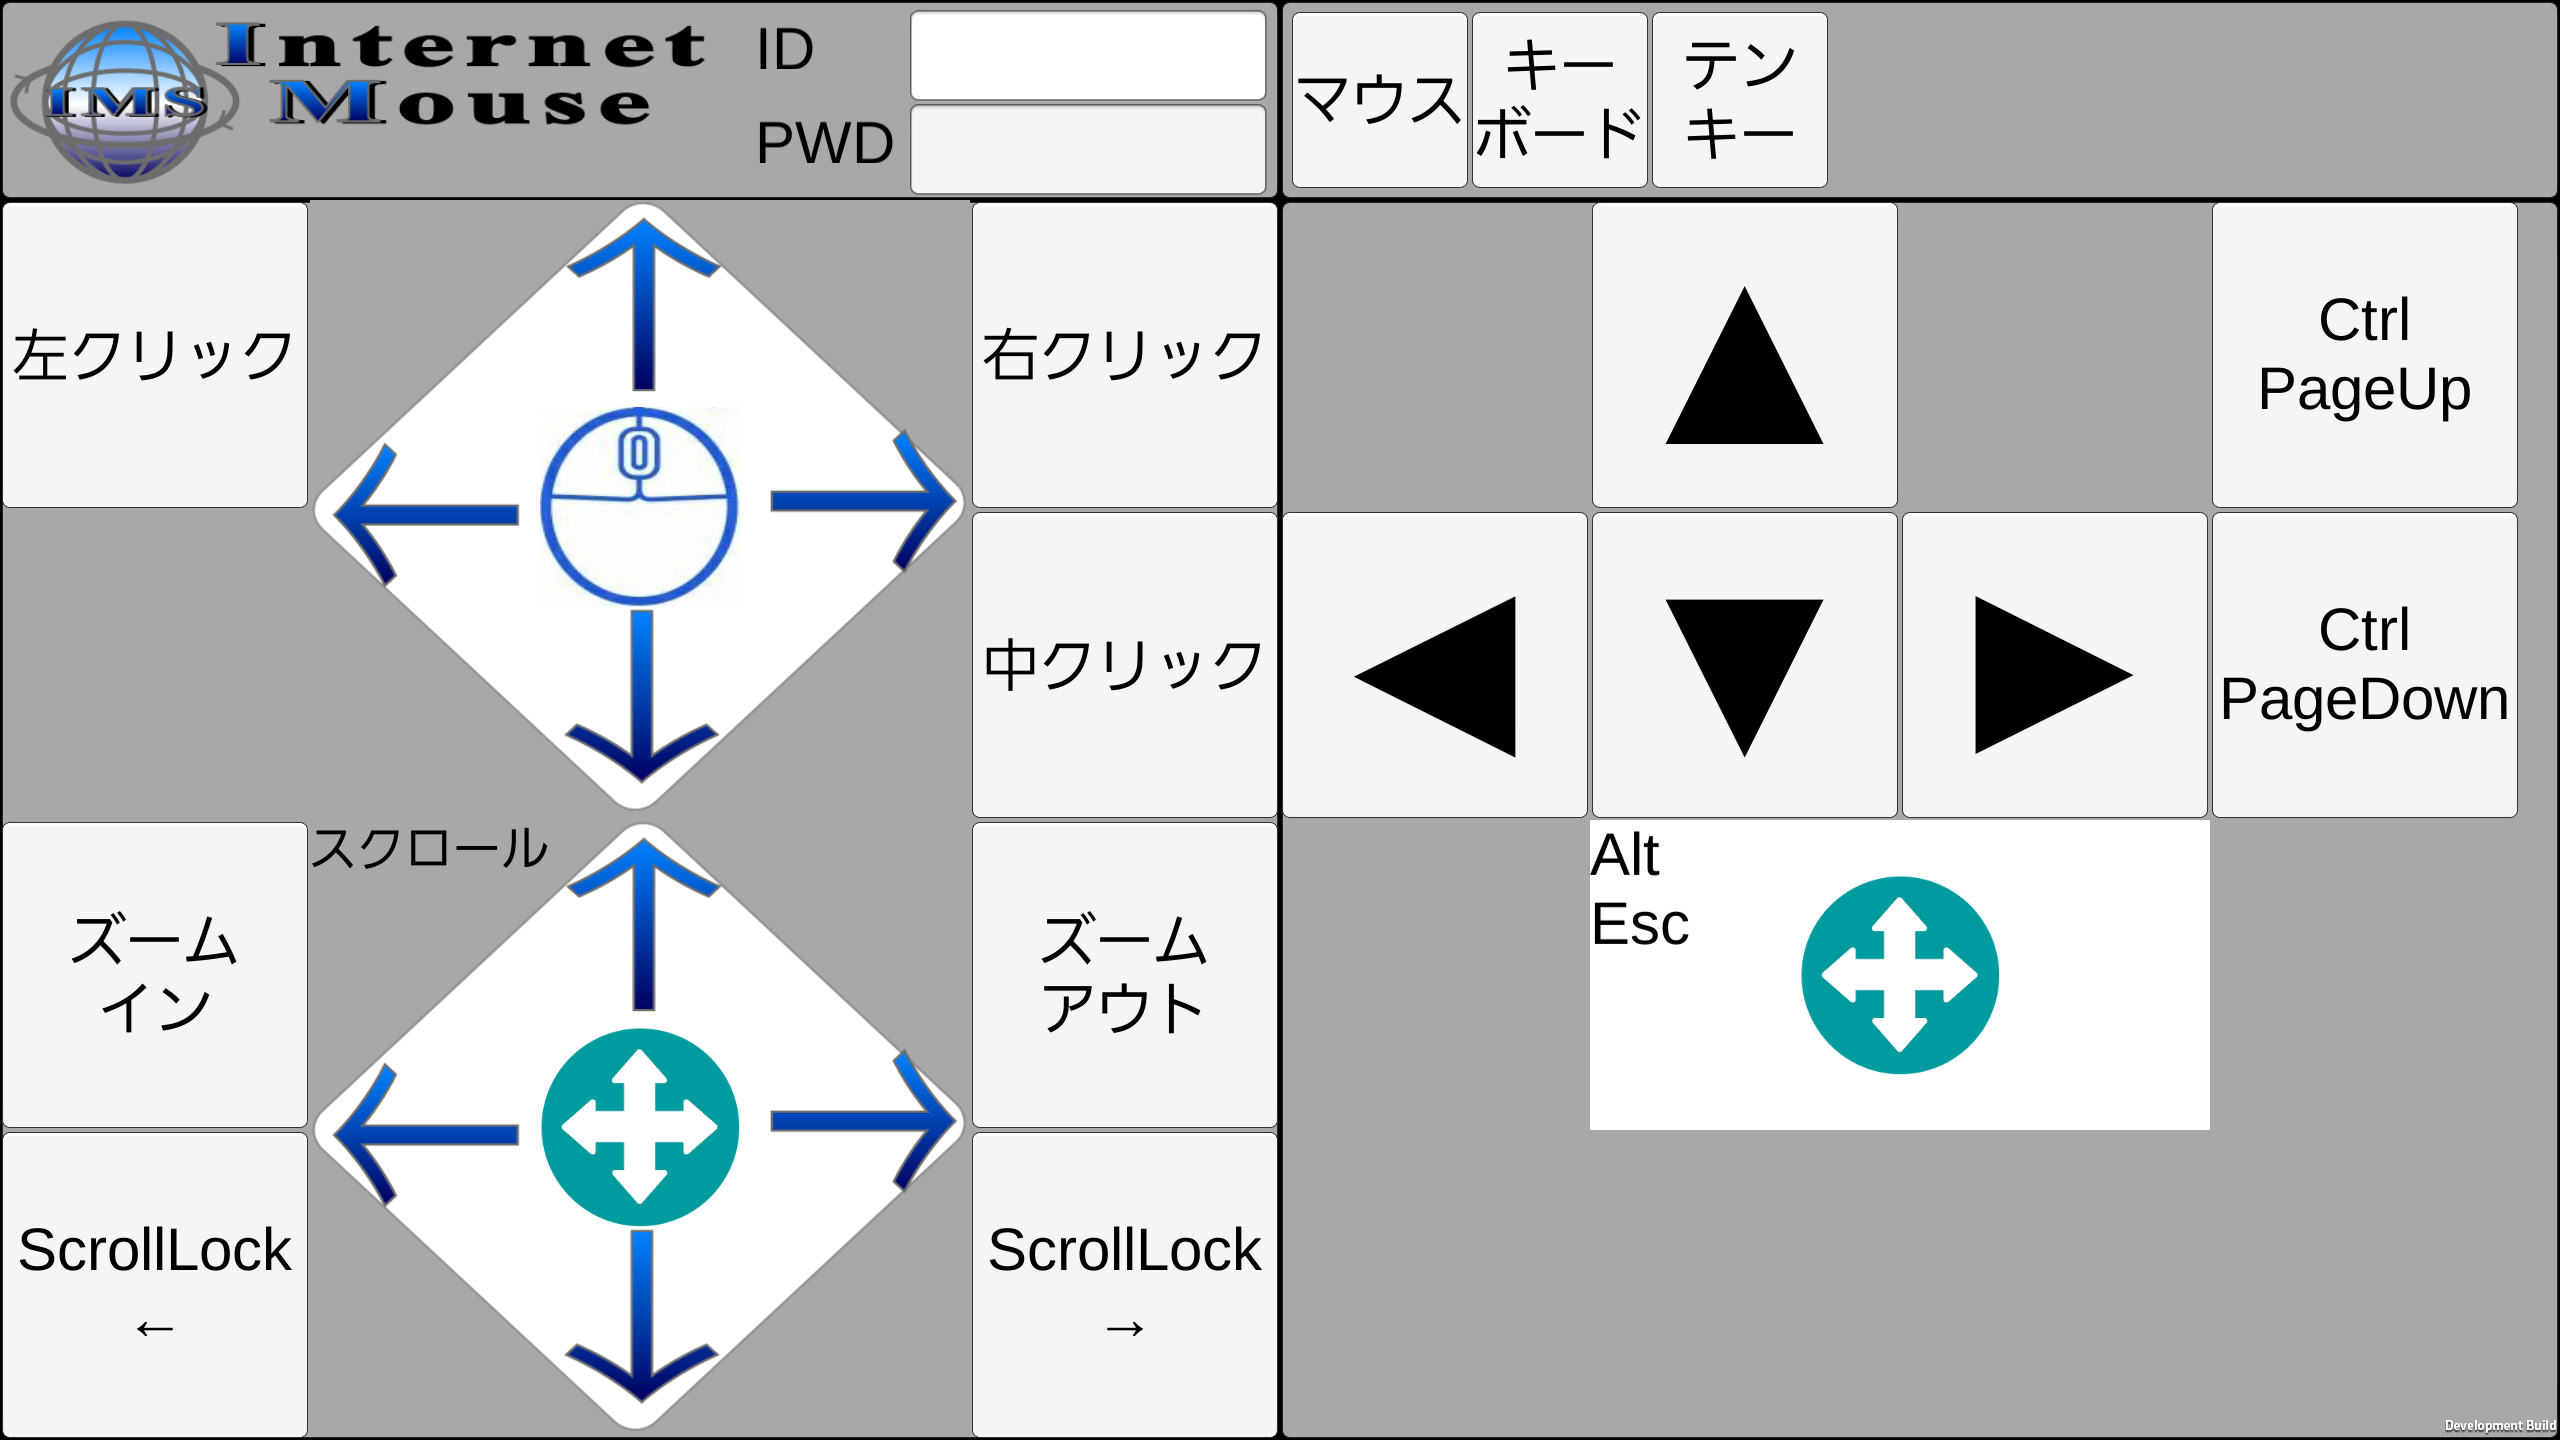 IMS
Internet
Mouse
ID
PWD
マウス
キー
ボード
テン
キー
左クリック
右クリック
中クリック
Ctrl
PageUp
Ctrl
PageDown
スクロール
ズーム
イン
ズーム
アウト
ScrollLock
←
ScrollLock
→
Alt
Esc
Development Build